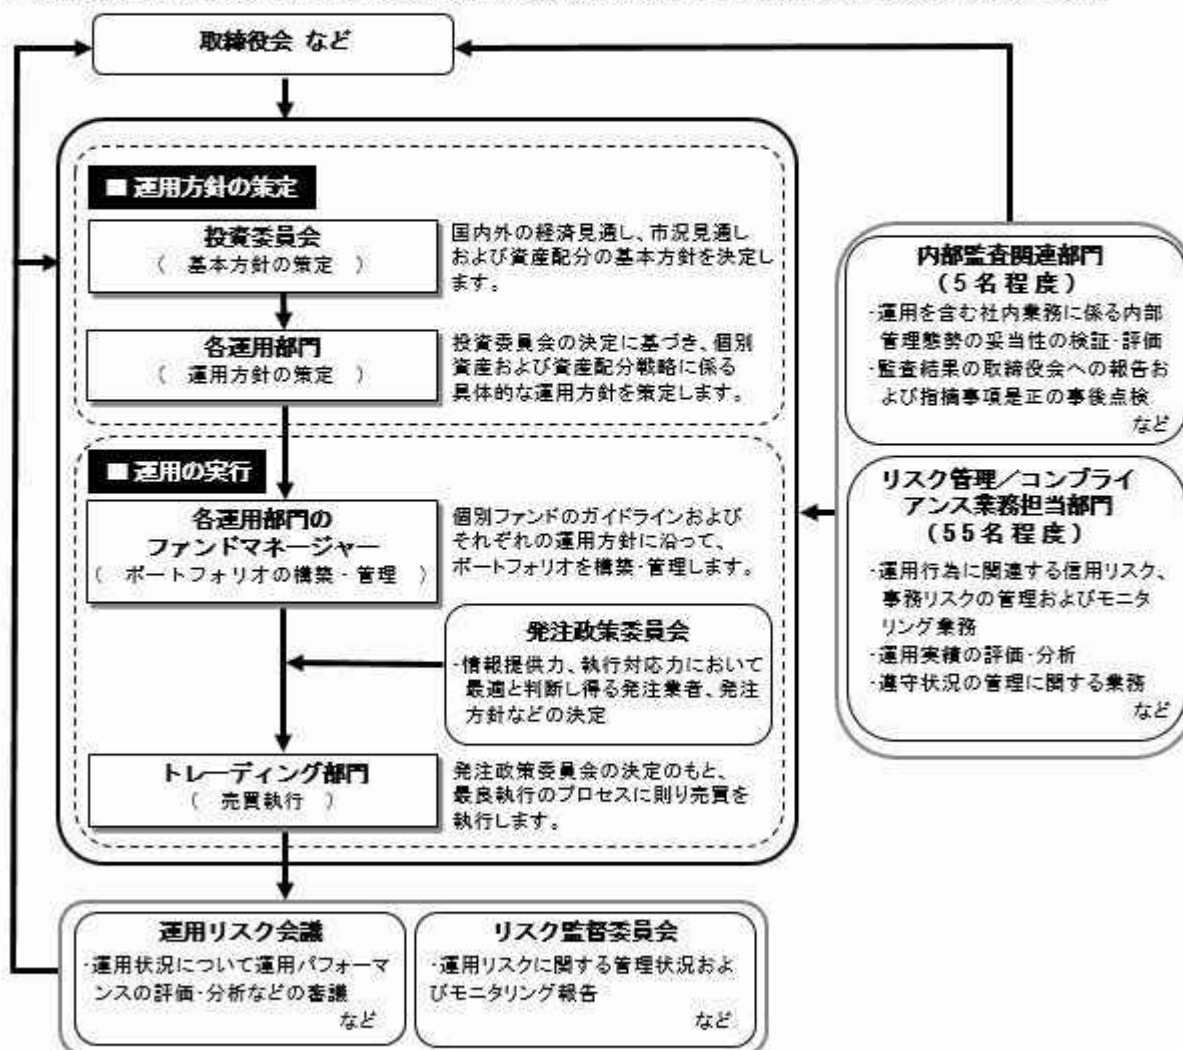 取締役会 など
■ 運用方針の策定
投資委員会
( 基本方針の策定 )
国内外の経済見通し、市況見通し
および資産配分の基本方針を決定し
ます。
各運用部門
( 運用方針の策定 )
投資委員会の決定に基づき、個別
資産および資産配分戦略に係る
具体的な運用方針を策定します。
■ 運用の実行
各運用部門の
ファンドマネージャー
( ポートフォリオの構築・管理 )
個別ファンドのガイドラインおよび
それぞれの運用方針に沿って、
ポートフォリオを構築・管理します。
発注政策委員会
・情報提供力、執行対応力において
最適と判断し得る発注業者、発注
方針などの決定
トレーディング部門
( 売買執行 )
発注政策委員会の決定のもと、
最良執行のプロセスに則り売買を
執行します。
内部監査関連部門
(5名程度)
・運用を含む社内業務に係る内部
管理態勢の妥当性の検証・評価
・監査結果の取締役会への報告お
よび指摘事項是正の事後点検
など
リスク管理/コンプライ
アンス業務担当部門
(55名程度)
・運用行為に関連する信用リスク、
事務リスクの管理およびモニタ
リング業務
・運用実績の評価・分析
・遵守状況の管理に関する業務
など
運用リスク会議
・運用状況について運用パフォーマ
ンスの評価・分析などの審議
など
リスク監督委員会
・運用リスクに関する管理状況およ
びモニタリング報告
など